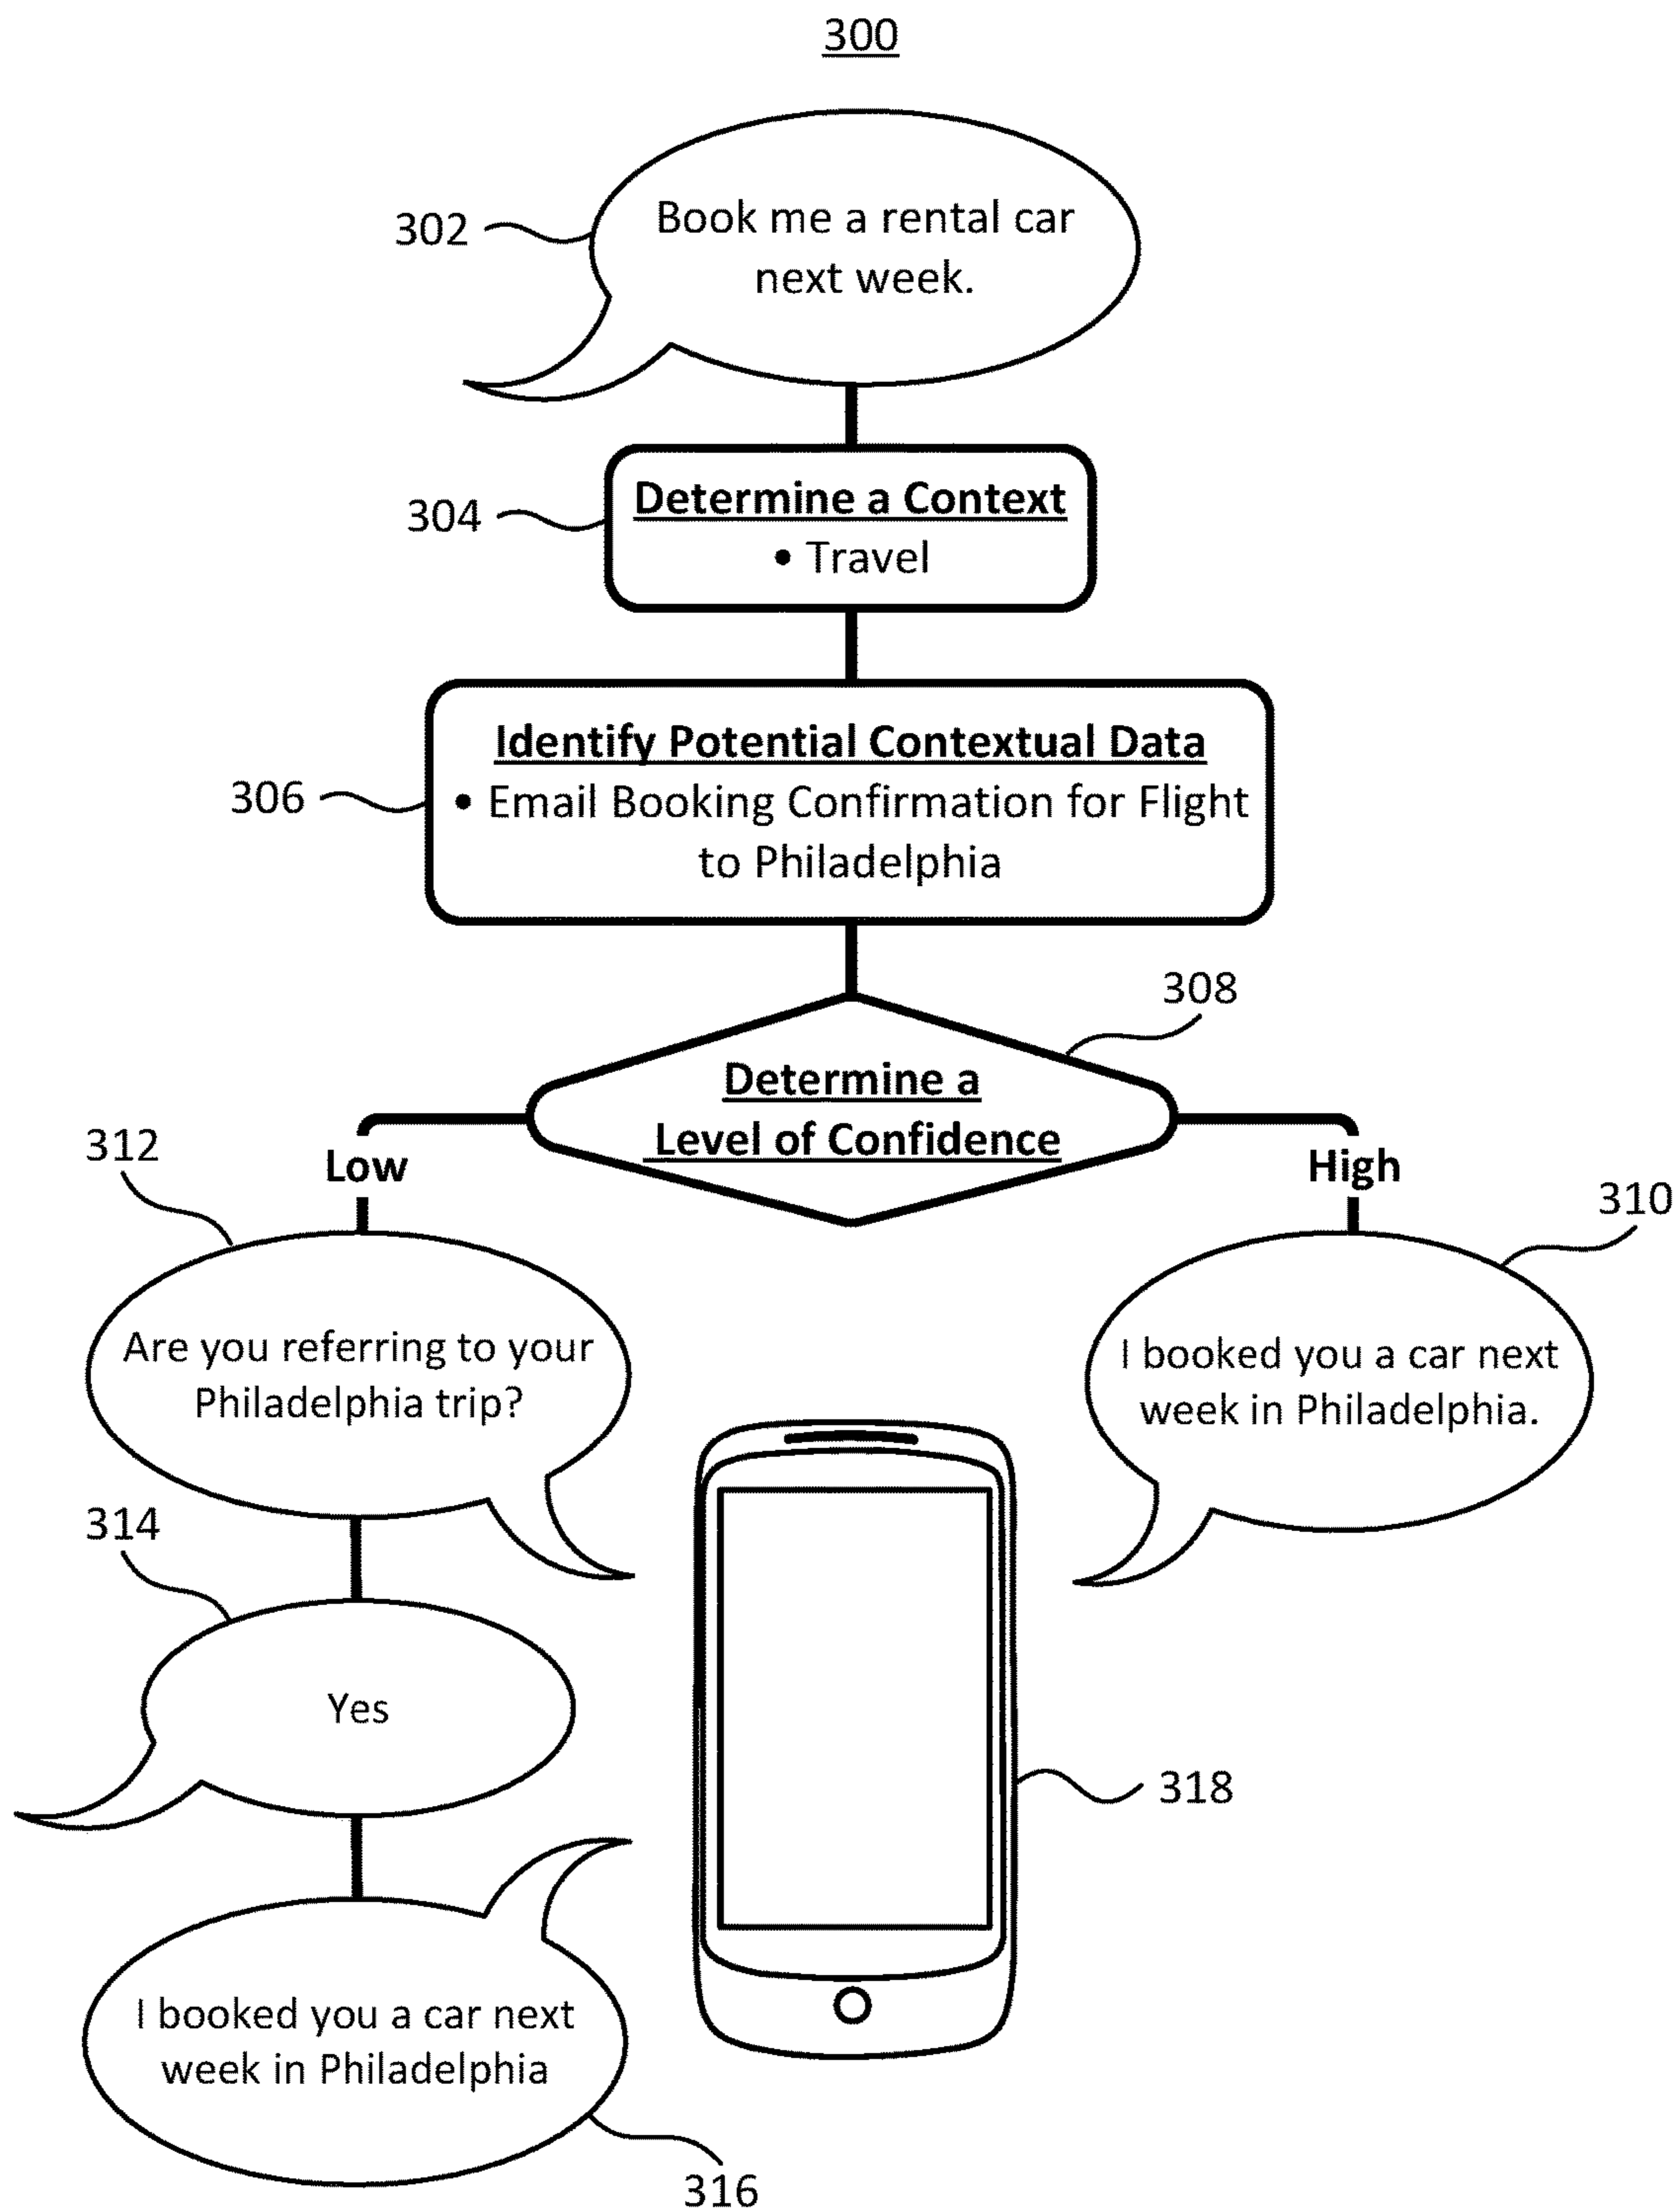 300
302
Book me a rental car
next week.
304
Determine a Context
• Travel
306
Identify Potential Contextual Data
• Email Booking Confirmation for Flight
to Philadelphia
308
Determine a
Level of Confidence
Low
High
312
310
Are you referring to your
Philadelphia trip?
I booked you a car next
week in Philadelphia.
314
Yes
318
I booked you a car next
week in Philadelphia
316